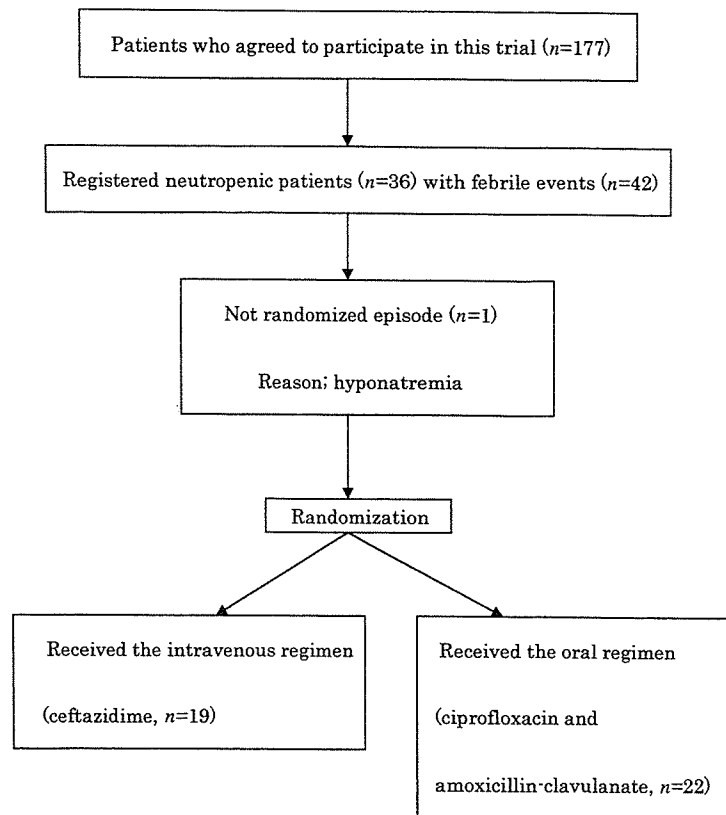 Patients who agreed to participate in this trial (n=177)
Registered neutropenic patients (n=36) with febrile events (n=42)
Not randomized episode (n=1)
Reason; hyponatremia
Randomization
Received the intravenous regimen
(ceftazidime, n=19)
Received the oral regimen
(ciprofloxacin and
amoxicillin-clavulanate, n=22)